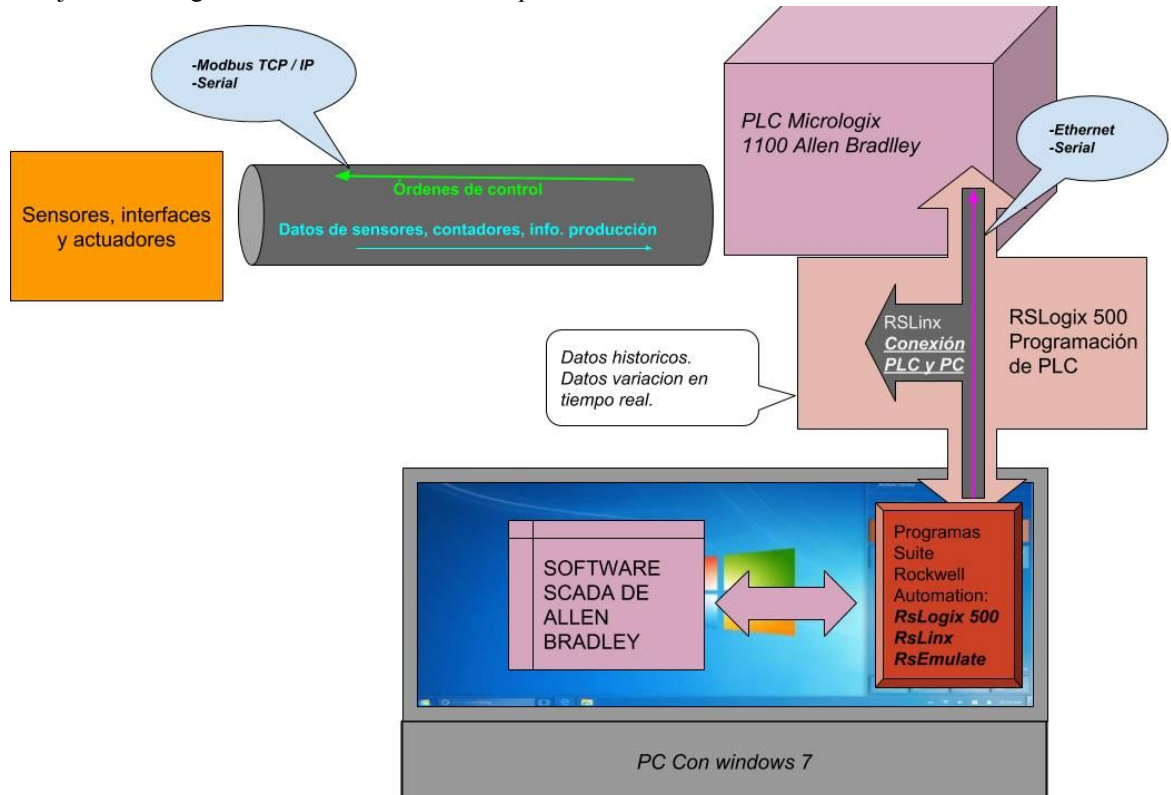 -Modbus TCP / IP
-Serial
PLC Micrologix
1100 Allen Bradlley
-Ethernet
-Serial
Sensores, interfaces
y actuadores
Órdenes de control
Datos de sensores, contadores, info. producción
RSLinx
Conexión
PLC y PC
RSLogix 500
Programación
de PLC
Datos historicos.
Datos variacion en
tiempo real.
SOFTWARE
SCADA DE
ALLEN
BRADLEY
Programas
Suite
Rockwell
Automation:
RsLogix 500
RsLinx
RsEmulate
PC Con windows 7